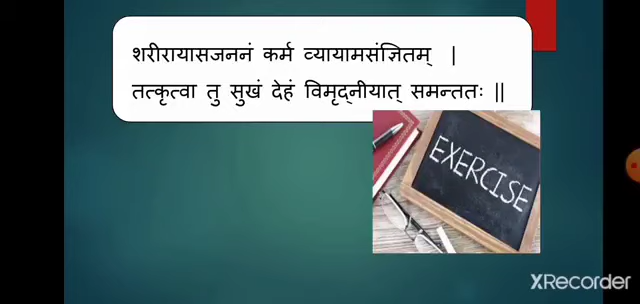 शरीरायासजननं कर्म व्यायामसंज्ञितम् |
तत्कृत्वा तु सुखं देहं विमृद्नीयात् समन्ततः ||
EXERCISE
XRecorder